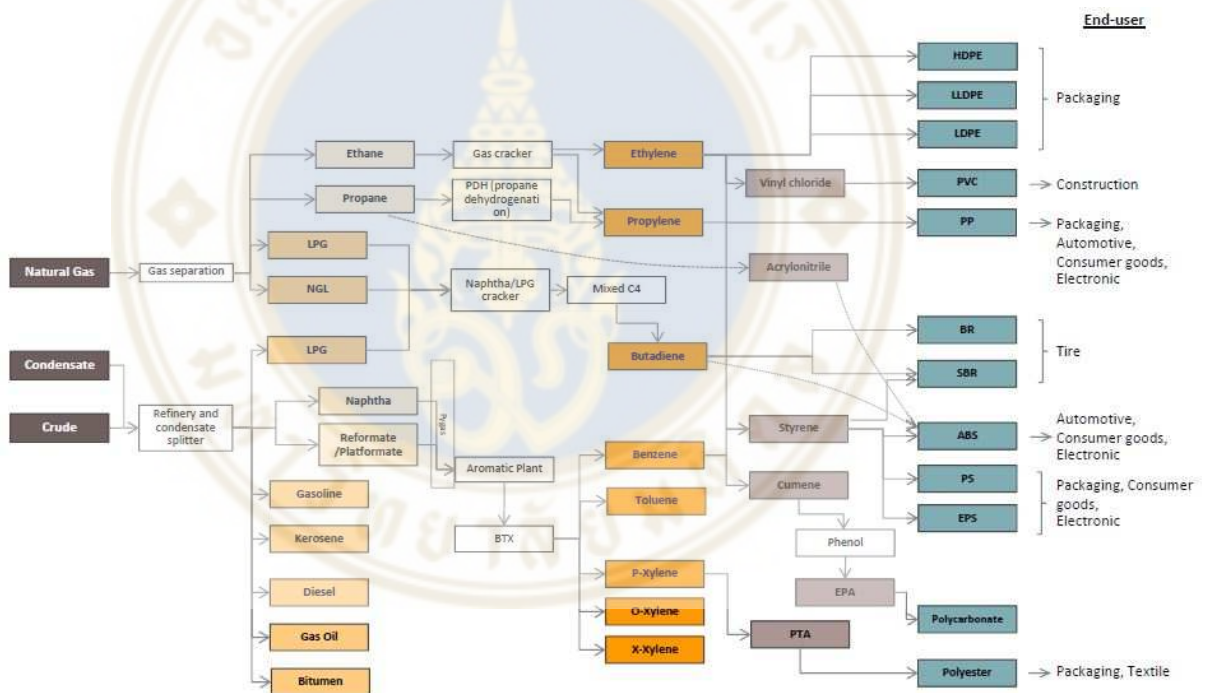 End-user
HDPE
LLDPE
Packaging
LDPE
Ethane
Gas cracker
Ethylene
Vinyl chloride
PVC
Construction
Propane
PDH (propane
dehydrogenati
on)
Propylene
PP
Packaging,
Automotive,
Consumer goods,
Electronic
LPG
Acrylonitrile
Natural Gas
Gas separation
NGL
Naphtha/LPG
cracker
Mixed C4
BR
LPG
Butadiene
Tire
Condensate
SBR
Naphtha
Pygas
Crude
Refinery and
condensate
splitter
Reformate
/Platformate
Styrene
ABS
Automotive,
Consumer goods,
Electronic
Benzene
Aromatic Plant
Cumene
PS
Packaging, Consumer
goods,
Electronic
Gasoline
Toluene
EPS
Kerosene
BTX
Phenol
P-Xylene
Diesel
EPA
O-Xylene
Polycarbonate
Gas Oil
X-Xylene
PTA
Bitumen
Polyester
Packaging, Textile